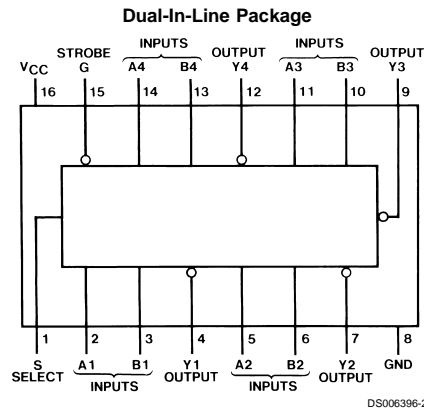 Dual-In-Line Package
STROBE INPUTS OUTPUT INPUTS OUTPUT
VCC G A4 B4 Y4 A3 B3 Y3
16 15 14 13 12 11 10 9
1 2 3 4 5 6 7 8
S A1 B1 Y1 A2 B2 Y2 GND
SELECT INPUTS OUTPUT INPUTS OUTPUT
DS006396-2